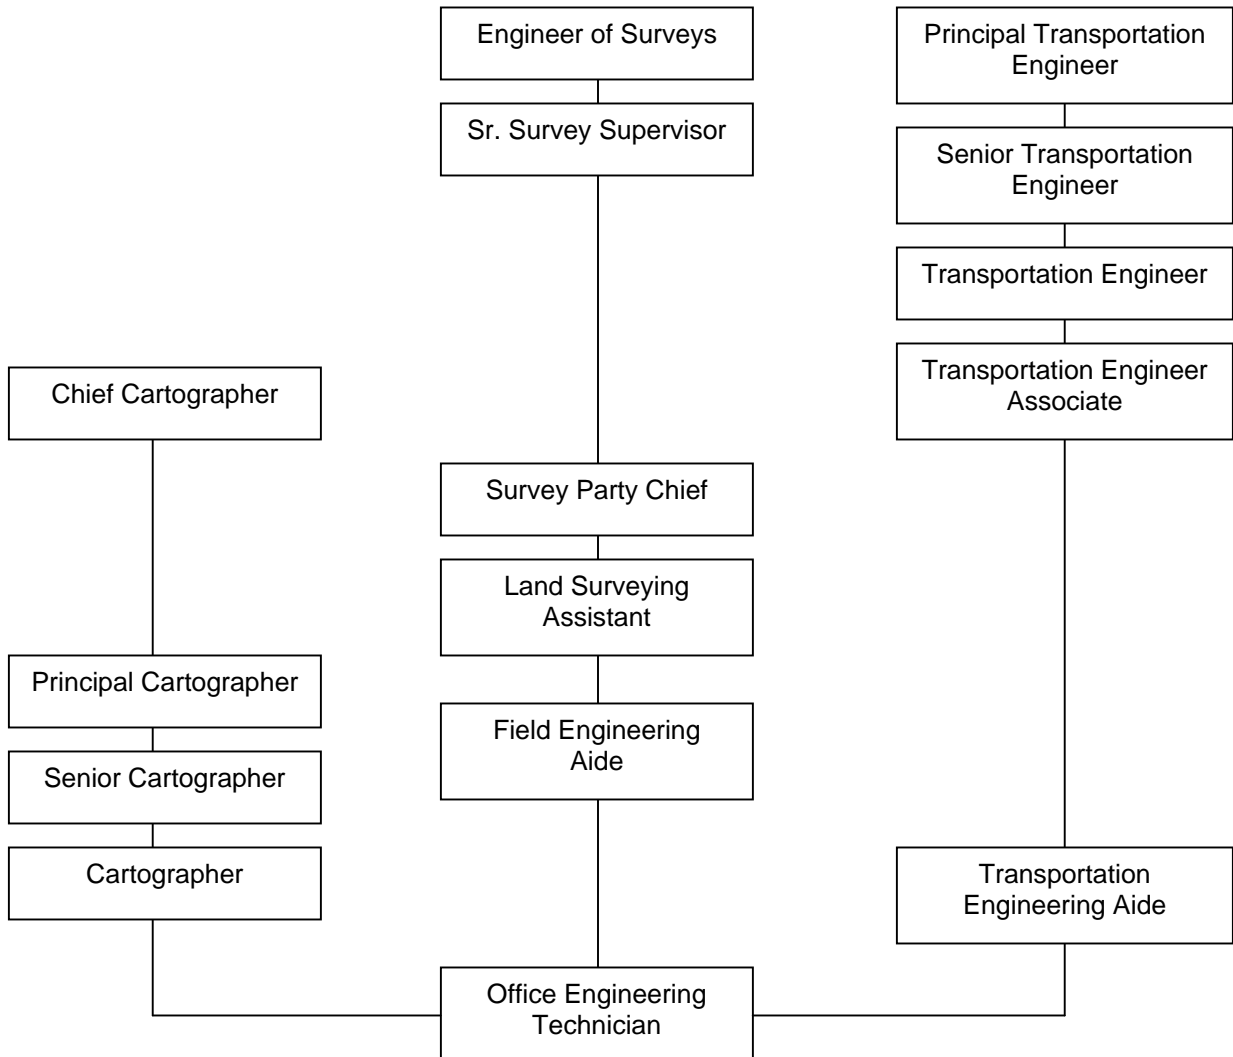 Engineer of Surveys
Principal Transportation
Engineer
Sr. Survey Supervisor
Senior Transportation
Engineer
Transportation Engineer
Transportation Engineer
Associate
Chief Cartographer
Survey Party Chief
Land Surveying
Assistant
Principal Cartographer
Field Engineering
Aide
Senior Cartographer
Cartographer
Transportation
Engineering Aide
Office Engineering
Technician